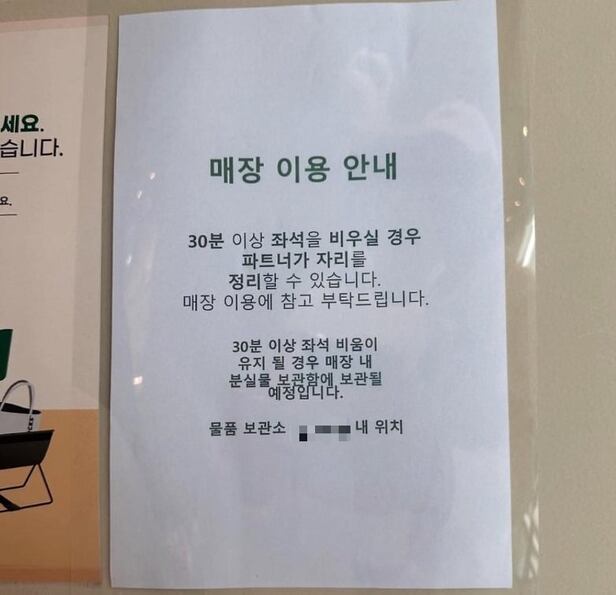 세요.
습니다.
요.
매장 이용 안내
30분 이상 좌석을 비우실 경우
파트너가 자리를
정리할 수 있습니다.
매장 이용에 참고 부탁드립니다.
30분 이상 좌석 비움이
유지 될 경우 매장 내
분실물 보관함에 보관될
예정입니다.
물품 보관소 내 위치